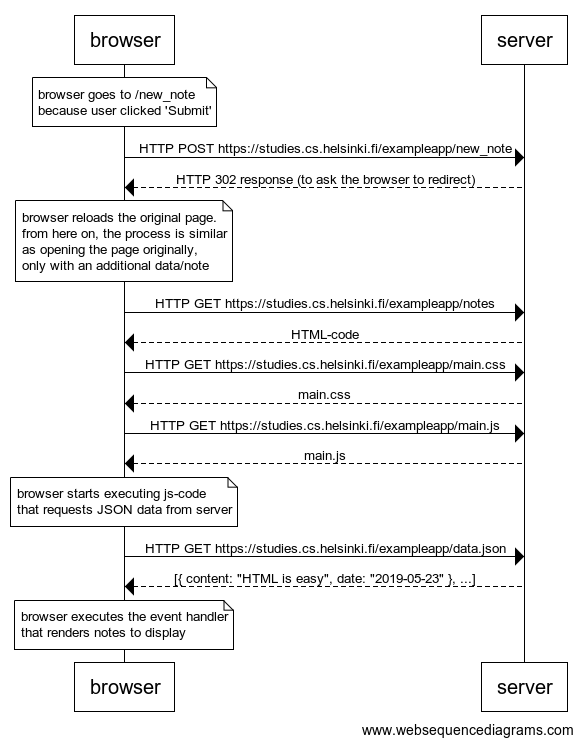 browser
server
browser goes to /new_note
because user clicked 'Submit'
HTTP POST https://studies.cs.helsinki.fi/exampleapp/new_note
HTTP 302 response (to ask the browser to redirect)
browser reloads the original page.
from here on, the process is similar
as opening the page originally,
only with an additional data/note
HTTP GET https://studies.cs.helsinki.fi/exampleapp/notes
HTML-code
HTTP GET https://studies.cs.helsinki.fi/exampleapp/main.css
main.css
HTTP GET https://studies.cs.helsinki.fi/exampleapp/main.js
main.js
browser starts executing js-code
that requests JSON data from server
HTTP GET https://studies.cs.helsinki.fi/exampleapp/data.json
[{ content: "HTML is easy", date: "2019-05-23" }, ...]
browser executes the event handler
that renders notes to display
browser
server
www.websequencediagrams.com